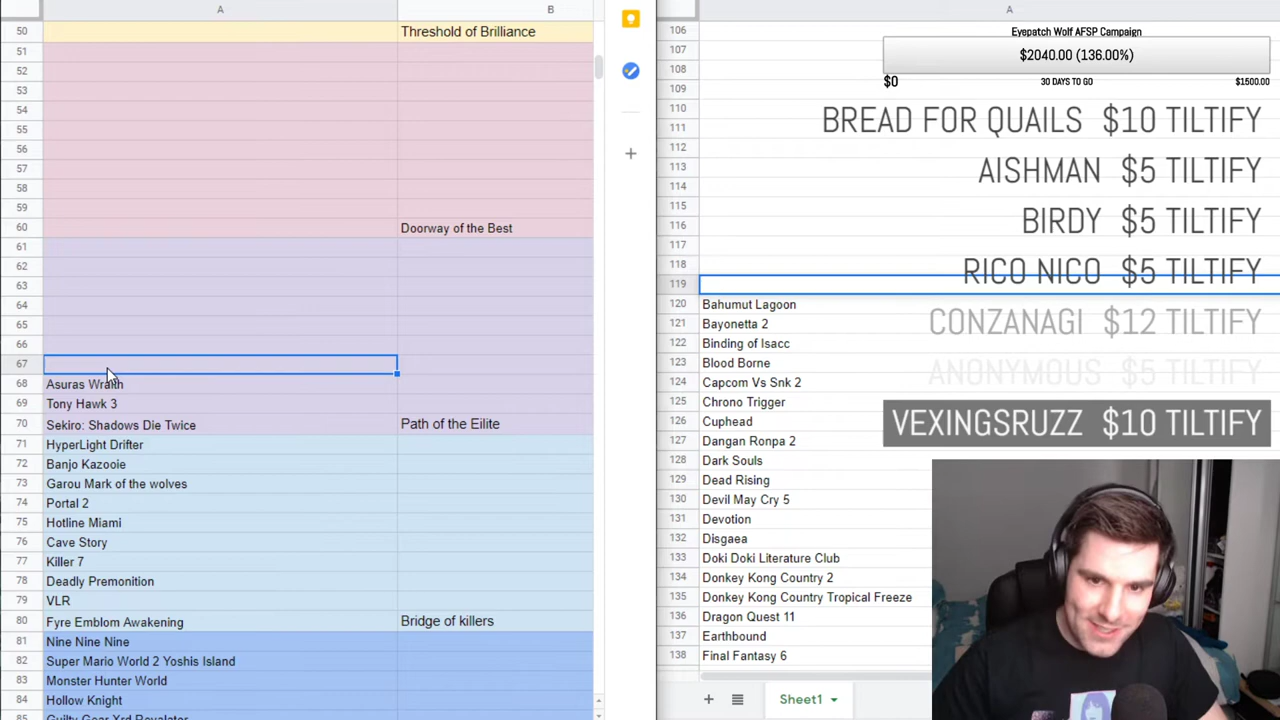 A
B
50 Threshold of Brilliance
51
52
53
54
55
56
57
58
59
60 Doorway of the Best
61
62
63
64
65
66
67
68 Asuras Wraith
69 Tony Hawk 3
70 Sekiro: Shadows Die Twice Path of the Eilite
71 HyperLight Drifter
72 Banjo Kazooie
73 Garou Mark of the wolves
74 Portal 2
75 Hotline Miami
76 Cave Story
77 Killer 7
78 Deadly Premonition
79 VLR
80 Fyre Emblom Awakening Bridge of killers
81 Nine Nine Nine
82 Super Mario World 2 Yoshis Island
83 Monster Hunter World
84 Hollow Knight
85 Guilty Gear Xrd Revalator
A
106
107
108
109
110
111
112
113
114
115
116
117
118
119
120 Bahumut Lagoon
121 Bayonetta 2
122 Binding of Isacc
123 Blood Borne
124 Capcom Vs Snk 2
125 Chrono Trigger
126 Cuphead
127 Dangan Ronpa 2
128 Dark Souls
129 Dead Rising
130 Devil May Cry 5
131 Devotion
132 Disgaea
133 Doki Doki Literature Club
134 Donkey Kong Country 2
135 Donkey Kong Country Tropical Freeze
136 Dragon Quest 11
137 Earthbound
138 Final Fantasy 6
Sheet1
Eyepatch Wolf AFSP Campaign
$2040.00 (136.00%)
$0 30 DAYS TO GO $1500.00
BREAD FOR QUAILS $10 TILTIFY
AISHMAN $5 TILTIFY
BIRDY $5 TILTIFY
RICO NICO $5 TILTIFY
CONZANAGI $12 TILTIFY
ANONYMOUS $5 TILTIFY
VEXINGSRUZZ $10 TILTIFY